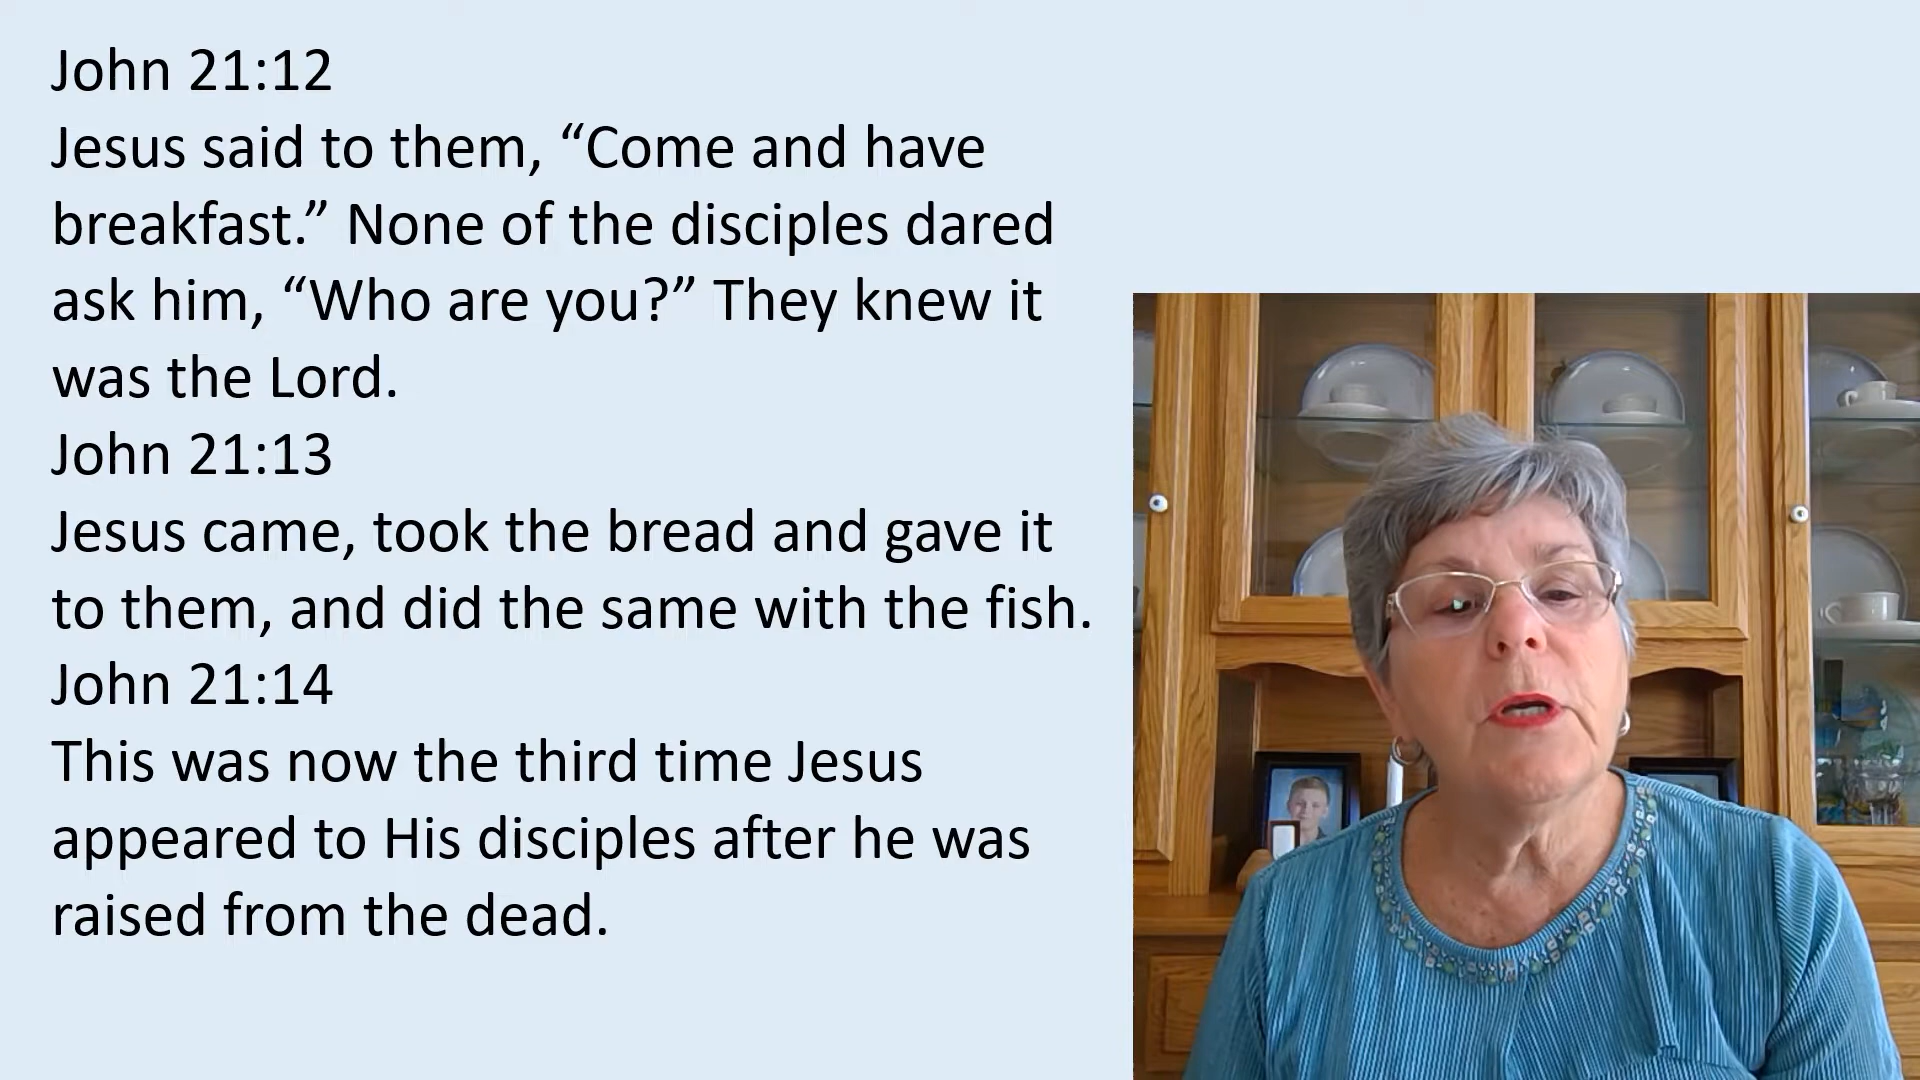 John 21:12
Jesus said to them, “Come and have
breakfast.” None of the disciples dared
ask him, “Who are you?” They knew it
was the Lord.
John 21:13
Jesus came, took the bread and gave it
to them, and did the same with the fish.
John 21:14
This was now the third time Jesus
appeared to His disciples after he was
raised from the dead.